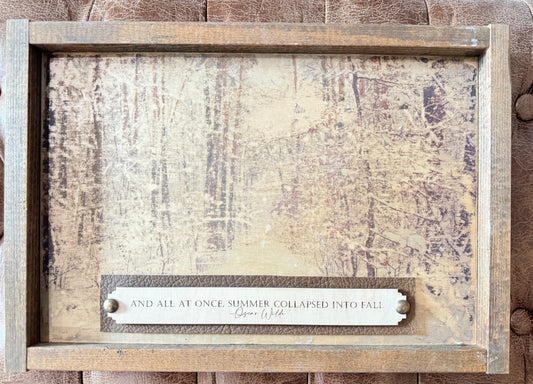 AND ALL AT ONCE, SUMMER COLLAPSED INTO FALL.
-Oscar Wilde